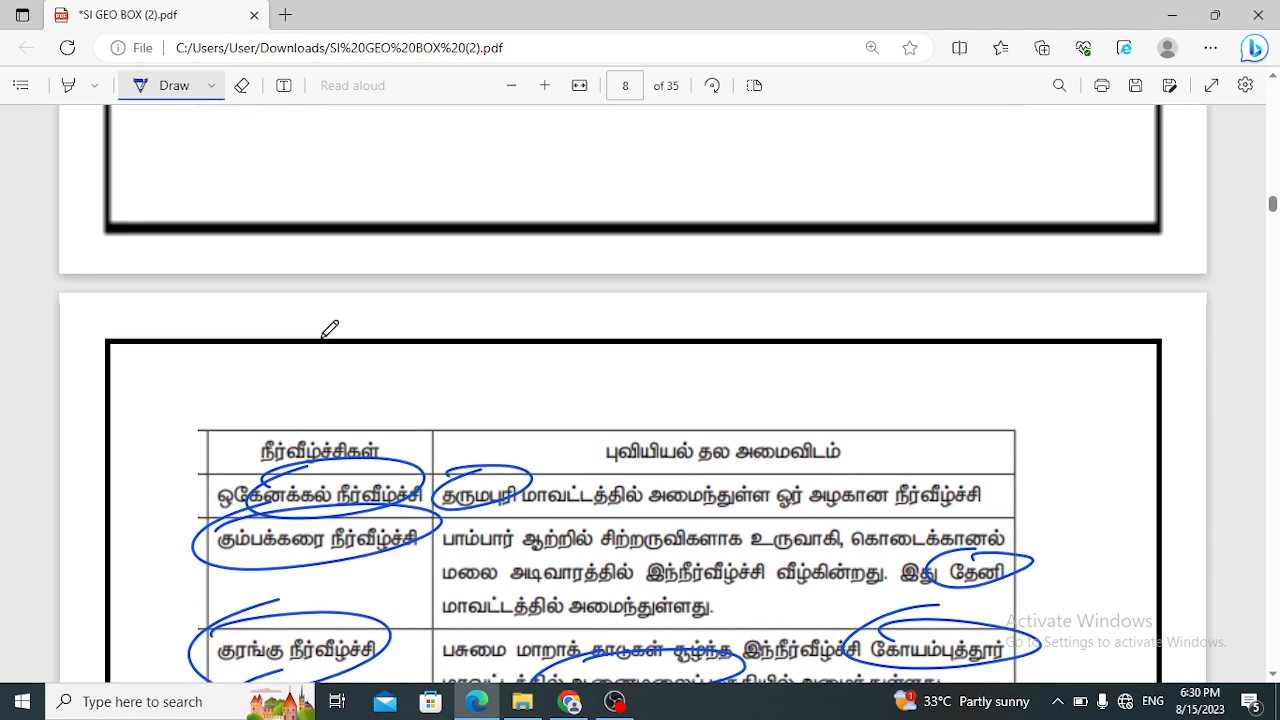 *SI GEO BOX (2).pdf
File C:/Users/User/Downloads/SI%20GEO%20BOX%20(2).pdf
Draw Read aloud 8 of 35
நீர்வீழ்ச்சிகள் புவியியல் தல அமைவிடம்
ஒகேனக்கல் நீர்வீழ்ச்சி தருமபுரி மாவட்டத்தில் அமைந்துள்ள ஓர் அழகான நீர்வீழ்ச்சி
கும்பக்கரை நீர்வீழ்ச்சி பாம்பார் ஆற்றில் சிற்றருவிகளாக உருவாகி, கொடைக்கானல்
மலை அடிவாரத்தில் இந்நீர்வீழ்ச்சி வீழ்கின்றது. இது தேனி
மாவட்டத்தில் அமைந்துள்ளது.
Activate Windows
Go to Settings to activate Windows.
குரங்கு நீர்வீழ்ச்சி பசுமை மாறாக் காடுகள் சூழ்ந்த இந்நீர்வீழ்ச்சி கோயம்புத்தூர்
Type here to search 1 33°C Partly sunny ENG 6:30 PM
8/15/2023 5